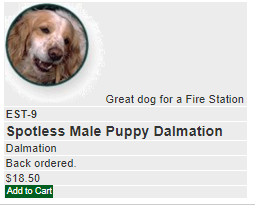 Great dog for a Fire Station
EST-9
Spotless Male Puppy Dalmation
Dalmation
Back ordered.
$18.50
Add to Cart